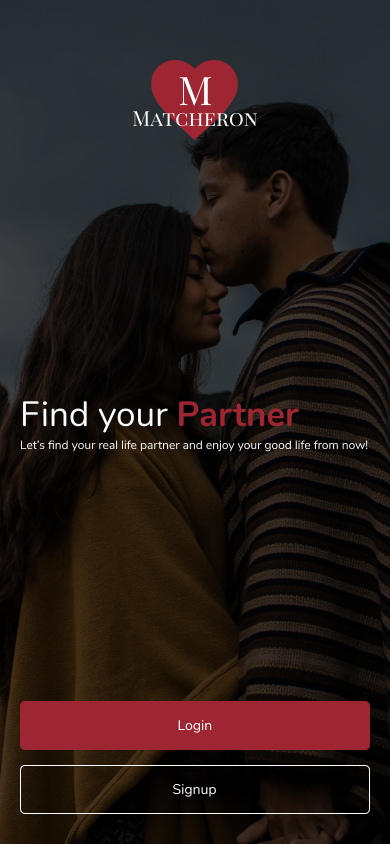 M
MATCHERON
Find your Partner
Let's find your real life partner and enjoy your good life from now!
Login
Signup